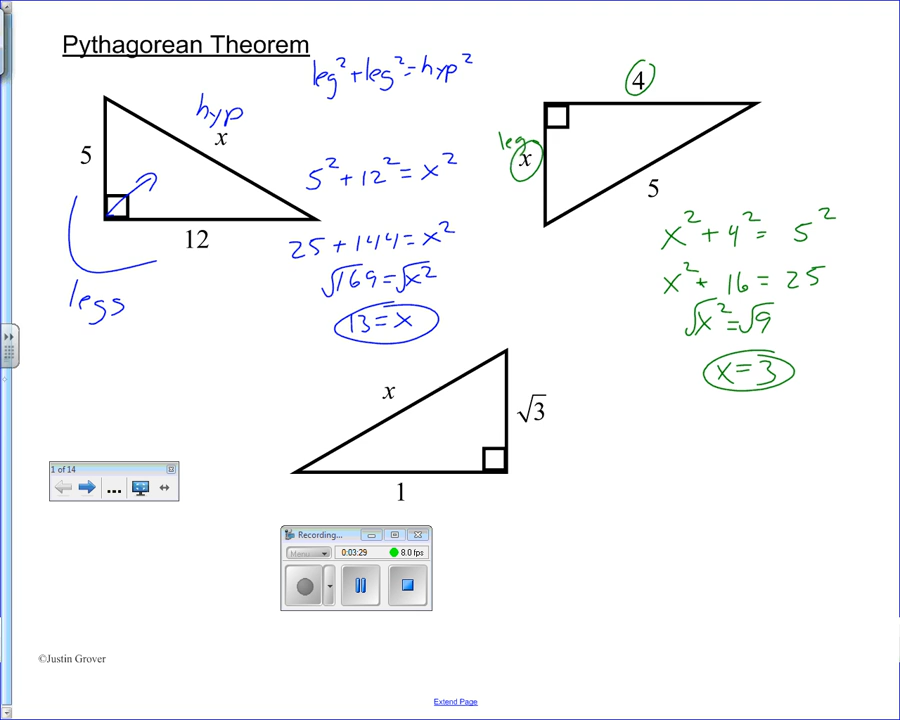 Pythagorean Theorem
leg² + leg² = hyp²
hyp
x
5
12
legs
5² + 12² = x²
25 + 144 = x²
√169 = √x²
13 = x
4
leg
x
5
x² + 4² = 5²
x² + 16 = 25
√x² = √9
x = 3
x
√3
1
1 of 14
...
Recording...
Menu
0:03:29
8.0 fps
©Justin Grover
Extend Page